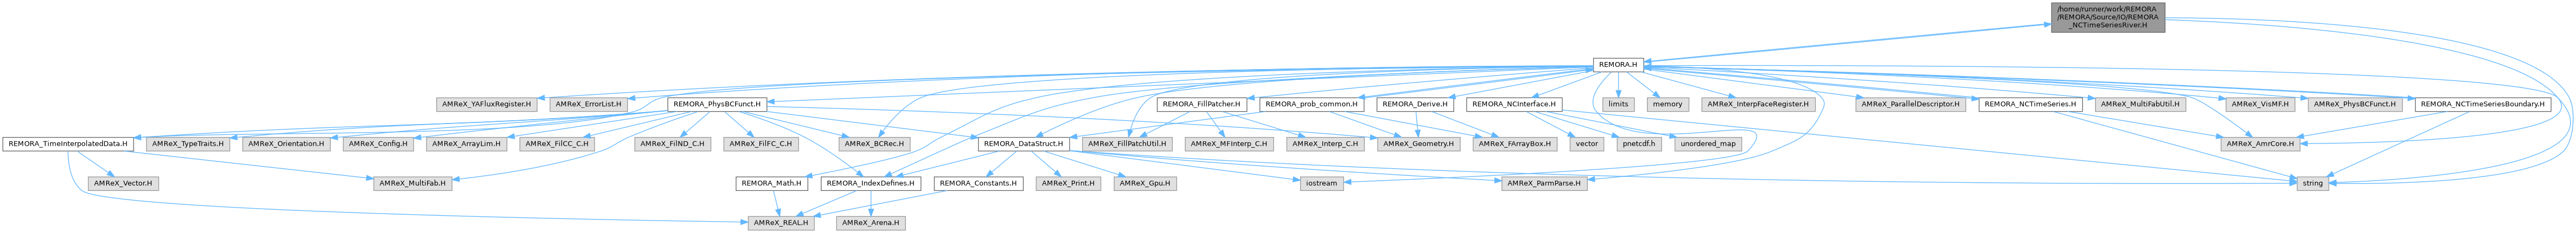 /home/runner/work/REMORA
/REMORA/Source/IO/REMORA
_NCTimeSeriesRiver.H
REMORA.H
AMReX_YAFluxRegister.H
AMReX_ErrorList.H
REMORA_PhysBCFunct.H
REMORA_FillPatcher.H
REMORA_prob_common.H
REMORA_Derive.H
REMORA_NCInterface.H
limits
memory
AMReX_InterpFaceRegister.H
AMReX_ParallelDescriptor.H
REMORA_NCTimeSeries.H
AMReX_MultiFabUtil.H
AMReX_VisMF.H
AMReX_PhysBCFunct.H
REMORA_NCTimeSeriesBoundary.H
REMORA_TimeInterpolatedData.H
AMReX_TypeTraits.H
AMReX_Orientation.H
AMReX_Config.H
AMReX_ArrayLim.H
AMReX_FilCC_C.H
AMReX_FilND_C.H
AMReX_FilFC_C.H
AMReX_BCRec.H
REMORA_DataStruct.H
AMReX_FillPatchUtil.H
AMReX_MFInterp_C.H
AMReX_Interp_C.H
AMReX_Geometry.H
AMReX_FArrayBox.H
vector
pnetcdf.h
unordered_map
AMReX_AmrCore.H
AMReX_Vector.H
AMReX_MultiFab.H
REMORA_Math.H
REMORA_IndexDefines.H
REMORA_Constants.H
AMReX_Print.H
AMReX_Gpu.H
iostream
AMReX_ParmParse.H
string
AMReX_REAL.H
AMReX_Arena.H